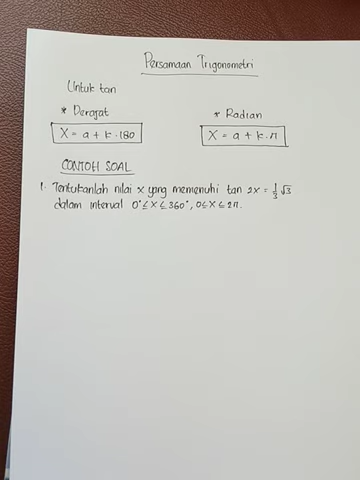 Persamaan Trigonometri
Untuk tan
* Derajat
* Radian
X = a + k·180
X = a + k·π
CONTOH SOAL
1. Tentukanlah nilai x yang memenuhi tan 2x = 1/3 √3
dalam interval 0° ≤ x ≤ 360°, 0 ≤ x ≤ 2π.